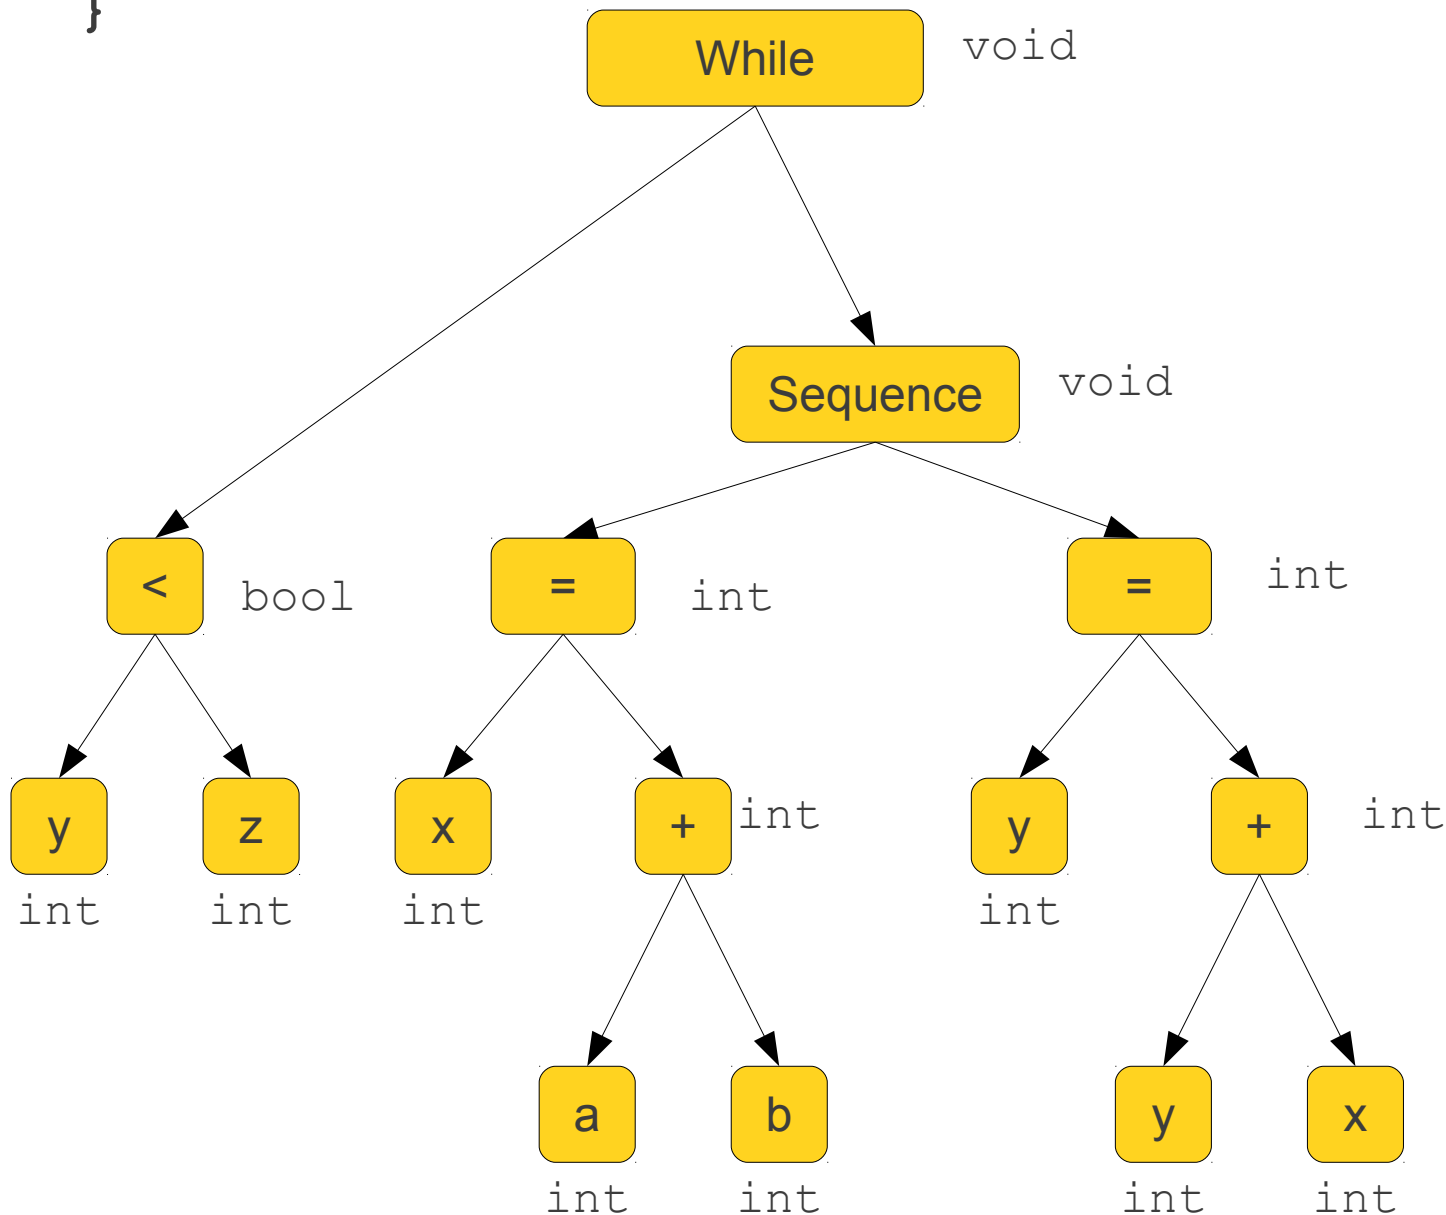 }
While void
Sequence void
< bool = int = int
y z x + int y + int
int int int int
a b y x
int int int int